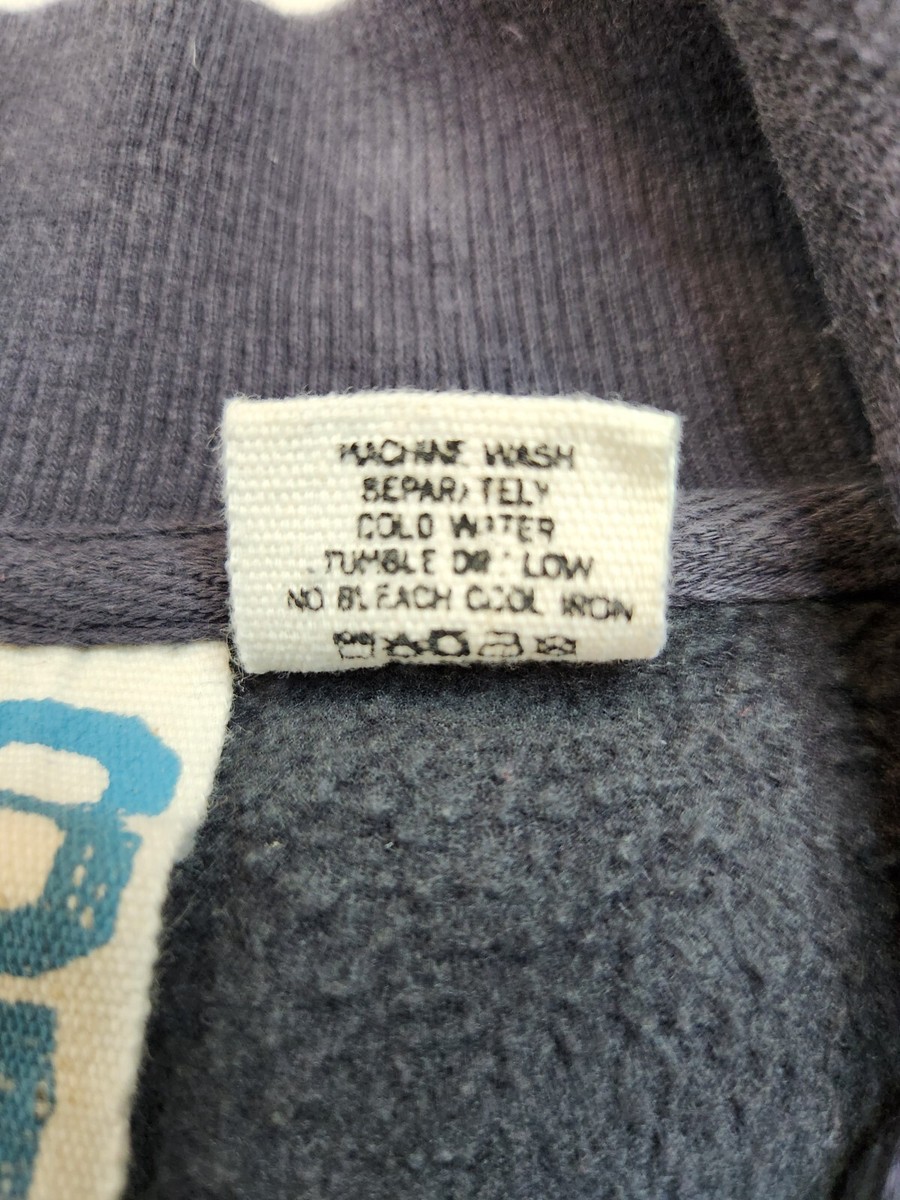 MACHINE WASH
SEPARATELY
COLD WATER
TUMBLE DRY LOW
NO BLEACH COOL IRON